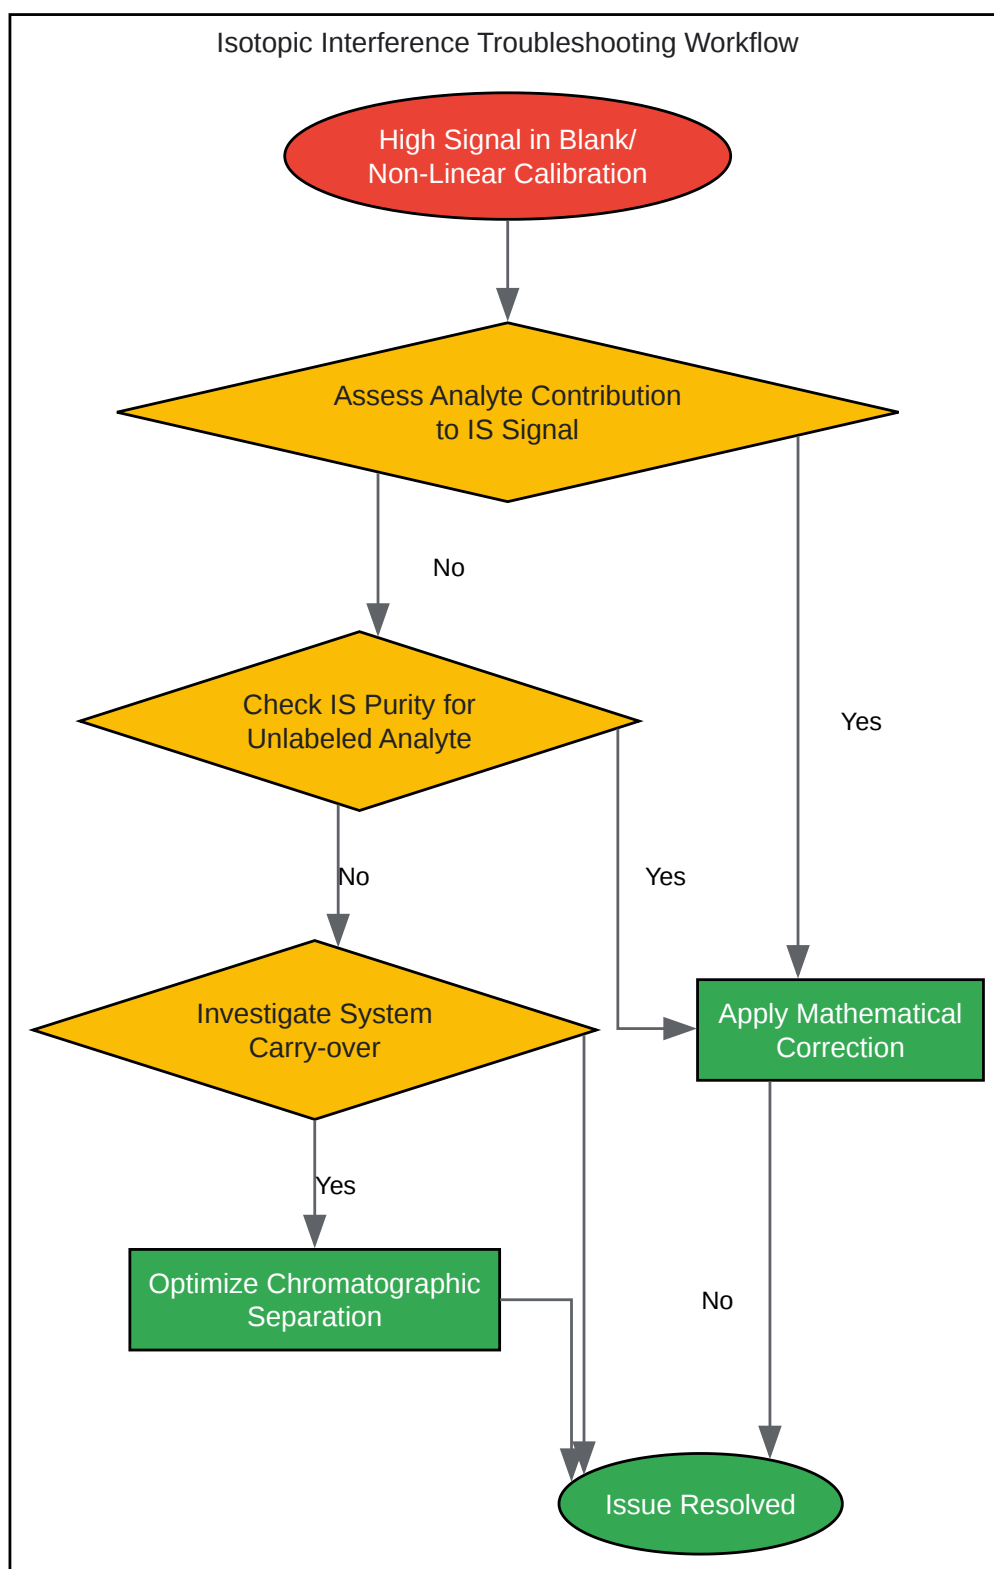 Isotopic Interference Troubleshooting Workflow
High Signal in Blank/
Non-Linear Calibration
Assess Analyte Contribution
to IS Signal
No
Check IS Purity for
Unlabeled Analyte
Yes
No
Yes
Investigate System
Carry-over
Apply Mathematical
Correction
Yes
Optimize Chromatographic
Separation
No
Issue Resolved